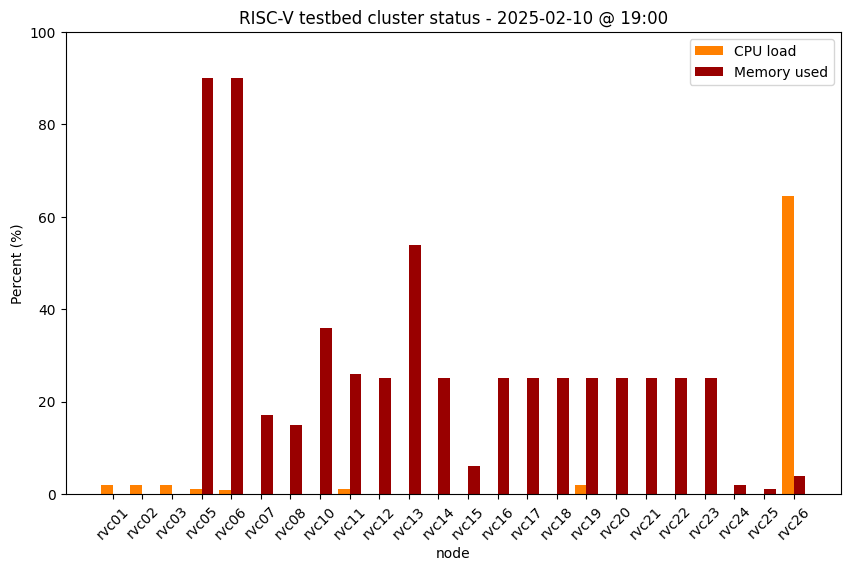 RISC-V testbed cluster status - 2025-02-10 @ 19:00
CPU load
Memory used
Percent (%)
100
80
60
40
20
0
rvc01 rvc02 rvc03 rvc05 rvc06 rvc07 rvc08 rvc10 rvc11 rvc12 rvc13 rvc14 rvc15 rvc16 rvc17 rvc18 rvc19 rvc20 rvc21 rvc22 rvc23 rvc24 rvc25 rvc26
node